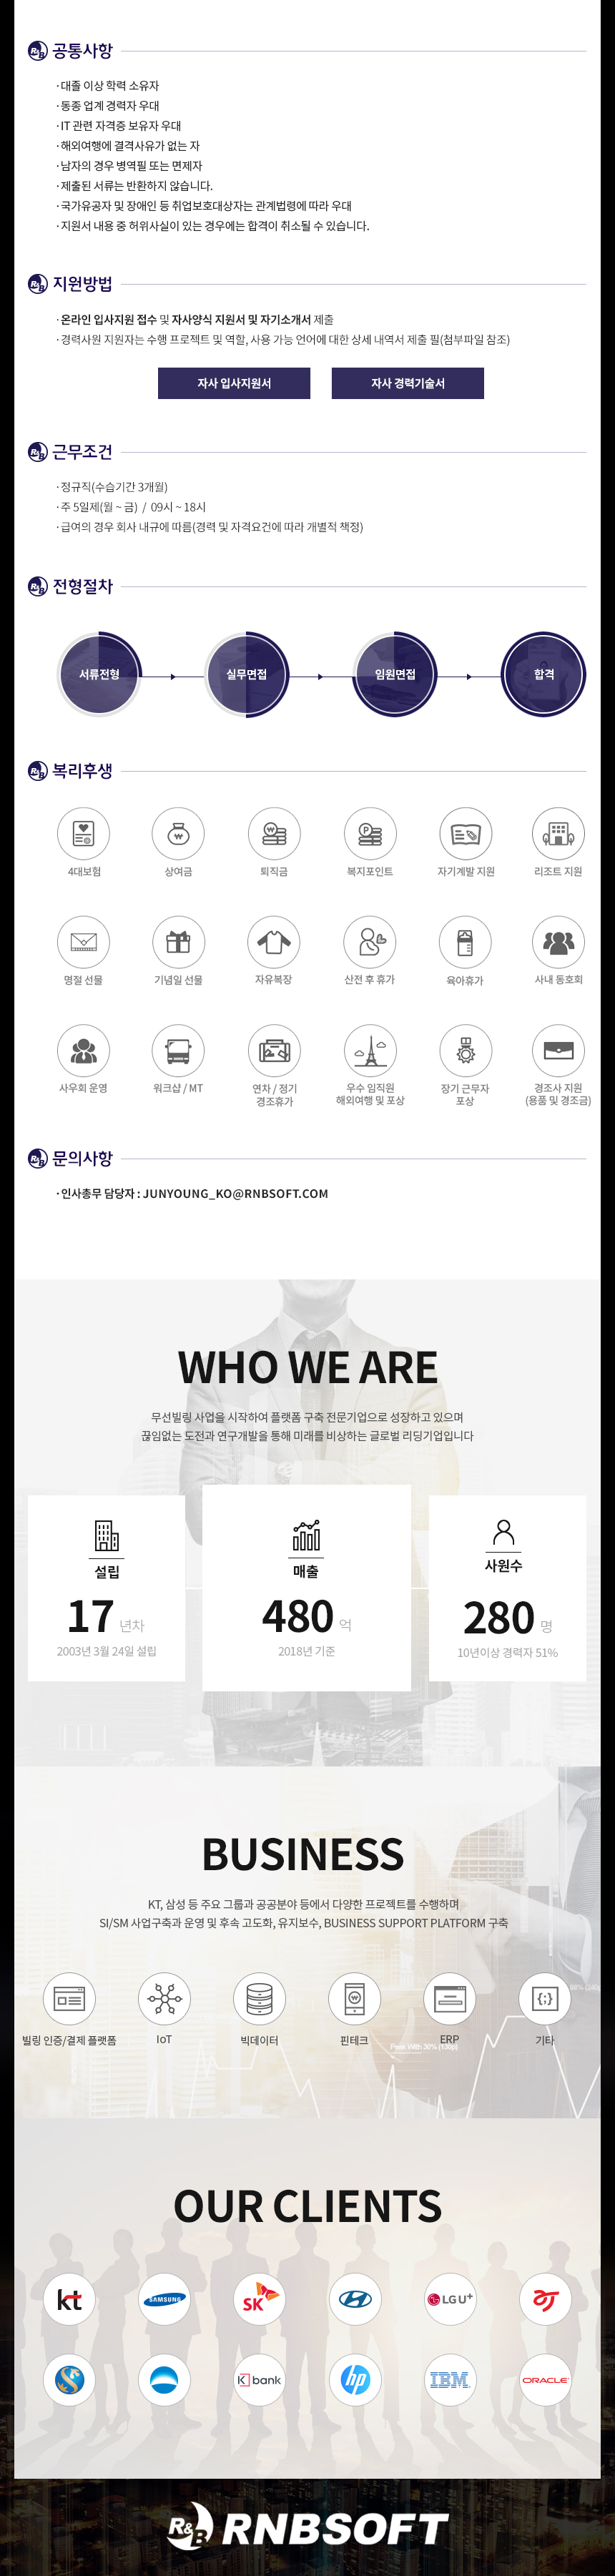 R&B 공통사항
· 대졸 이상 학력 소유자
· 동종 업계 경력자 우대
· IT 관련 자격증 보유자 우대
· 해외여행에 결격사유가 없는 자
· 남자의 경우 병역필 또는 면제자
· 제출된 서류는 반환하지 않습니다.
· 국가유공자 및 장애인 등 취업보호대상자는 관계법령에 따라 우대
· 지원서 내용 중 허위사실이 있는 경우에는 합격이 취소될 수 있습니다.
R&B 지원방법
· 온라인 입사지원 접수 및 자사양식 지원서 및 자기소개서 제출
· 경력사원 지원자는 수행 프로젝트 및 역할, 사용 가능 언어에 대한 상세 내역서 제출 필(첨부파일 참조)
자사 입사지원서 자사 경력기술서
R&B 근무조건
· 정규직(수습기간 3개월)
· 주 5일제(월 ~ 금) / 09시 ~ 18시
· 급여의 경우 회사 내규에 따름(경력 및 자격요건에 따라 개별적 책정)
R&B 전형절차
서류전형 실무면접 임원면접 합격
R&B 복리후생
4대보험 상여금 퇴직금 복지포인트 자기계발 지원 리조트 지원
명절 선물 기념일 선물 자유복장 산전 후 휴가 육아휴가 사내 동호회
사우회 운영 워크샵 / MT 연차 / 정기 우수 임직원 장기 근무자 경조사 지원
경조휴가 해외여행 및 포상 포상 (용품 및 경조금)
R&B 문의사항
· 인사총무 담당자 : JUNYOUNG_KO@RNBSOFT.COM
WHO WE ARE
무선빌링 사업을 시작하여 플랫폼 구축 전문기업으로 성장하고 있으며
끊임없는 도전과 연구개발을 통해 미래를 비상하는 글로벌 리딩기업입니다
설립 매출 사원수
17 년차 480 억 280 명
2003년 3월 24일 설립 2018년 기준 10년이상 경력자 51%
BUSINESS
KT, 삼성 등 주요 그룹과 공공분야 등에서 다양한 프로젝트를 수행하며
SI/SM 사업구축과 운영 및 후속 고도화, 유지보수, BUSINESS SUPPORT PLATFORM 구축
빌링 인증/결제 플랫폼 IoT 빅데이터 핀테크 ERP 기타
OUR CLIENTS
kt SAMSUNG SK LG U+
K bank hp IBM ORACLE
R&B RNBSOFT